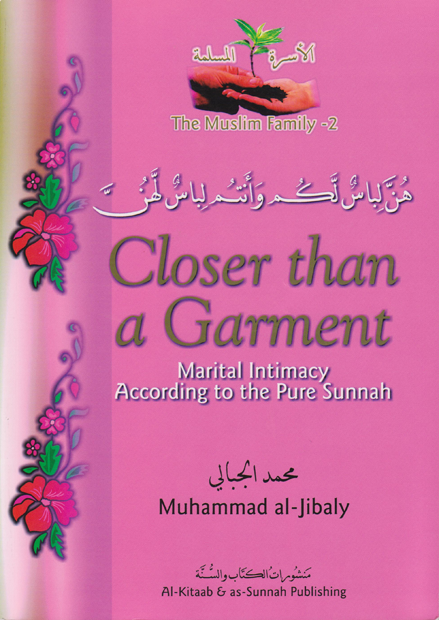 الأسرة المسلمة
The Muslim Family -2
هُنَّ لِبَاسٌ لَّكُم وَأَنتُم لِبَاسٌ لَّهُنَّ
Closer than
a Garment
Marital Intimacy
According to the Pure Sunnah
محمد الجبالي
Muhammad al-Jibaly
منشورات الكتاب والسنّة
Al-Kitaab & as-Sunnah Publishing